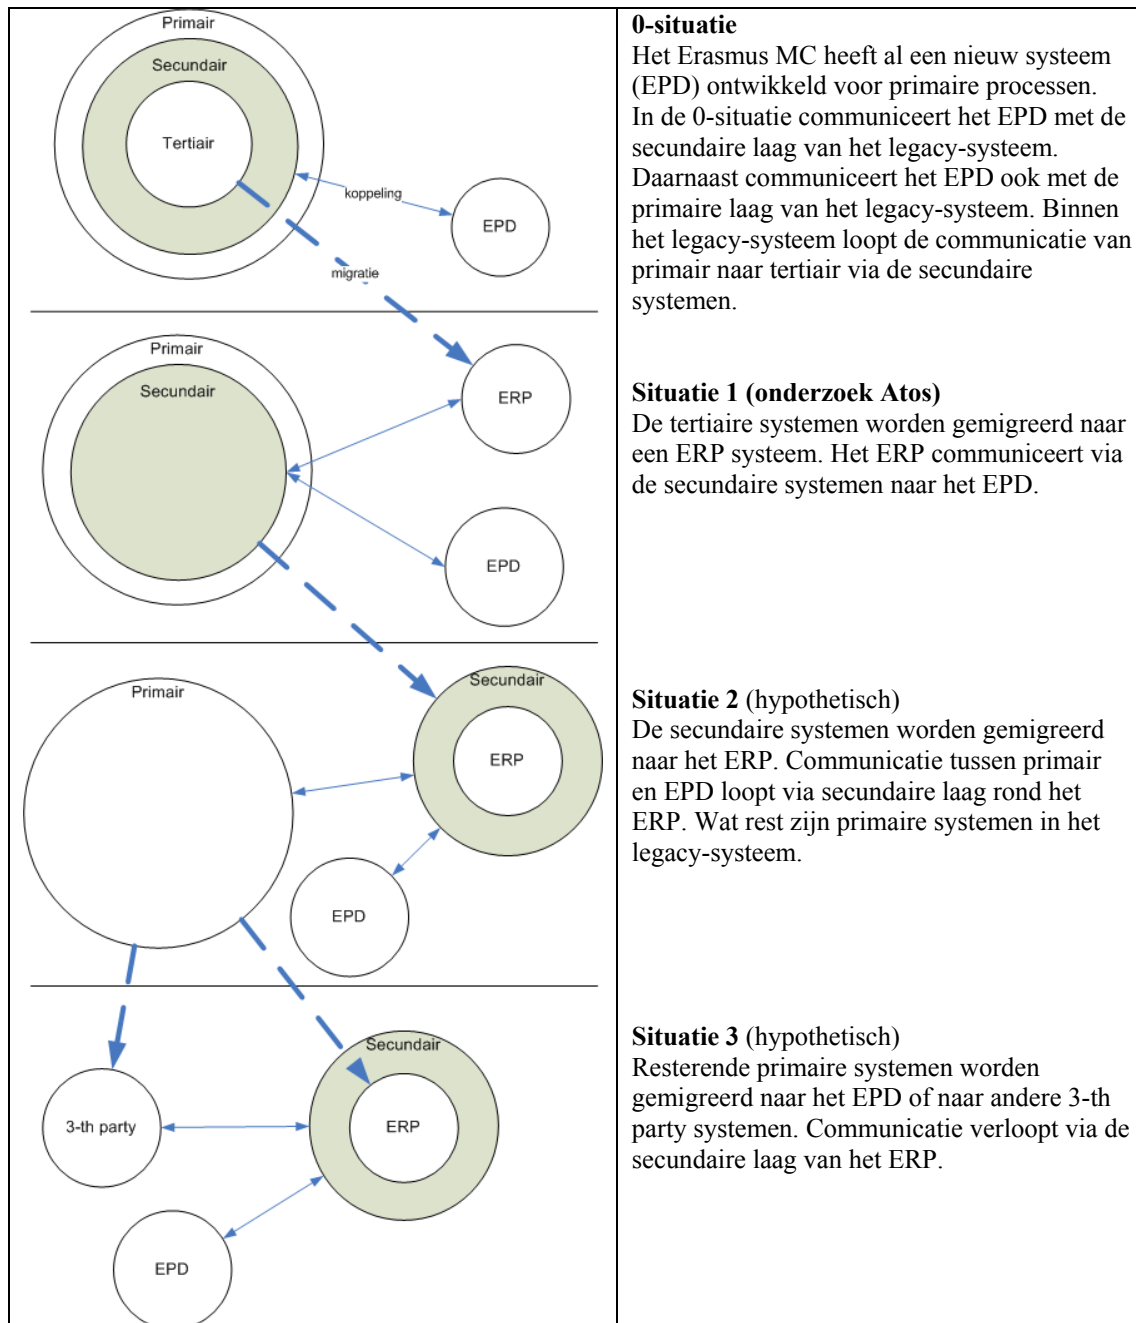 Primair
Secundair
Tertiair
koppeling
EPD
migratie
0-situatie
Het Erasmus MC heeft al een nieuw systeem
(EPD) ontwikkeld voor primaire processen.
In de 0-situatie communiceert het EPD met de
secundaire laag van het legacy-systeem.
Daarnaast communiceert het EPD ook met de
primaire laag van het legacy-systeem. Binnen
het legacy-systeem loopt de communicatie van
primair naar tertiair via de secundaire
systemen.
Primair
Secundair
ERP
EPD
Situatie 1 (onderzoek Atos)
De tertiaire systemen worden gemigreerd naar
een ERP systeem. Het ERP communiceert via
de secundaire systemen naar het EPD.
Primair
Secundair
ERP
EPD
Situatie 2 (hypothetisch)
De secundaire systemen worden gemigreerd
naar het ERP. Communicatie tussen primair
en EPD loopt via secundaire laag rond het
ERP. Wat rest zijn primaire systemen in het
legacy-systeem.
Secundair
3-th party
ERP
EPD
Situatie 3 (hypothetisch)
Resterende primaire systemen worden
gemigreerd naar het EPD of naar andere 3-th
party systemen. Communicatie verloopt via de
secundaire laag van het ERP.